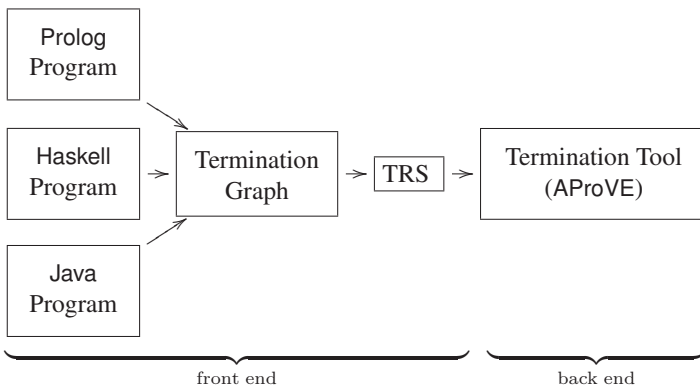 Prolog
Program
Haskell
Program
Termination
Graph
TRS
Termination Tool
(AProVE)
Java
Program
front end
back end